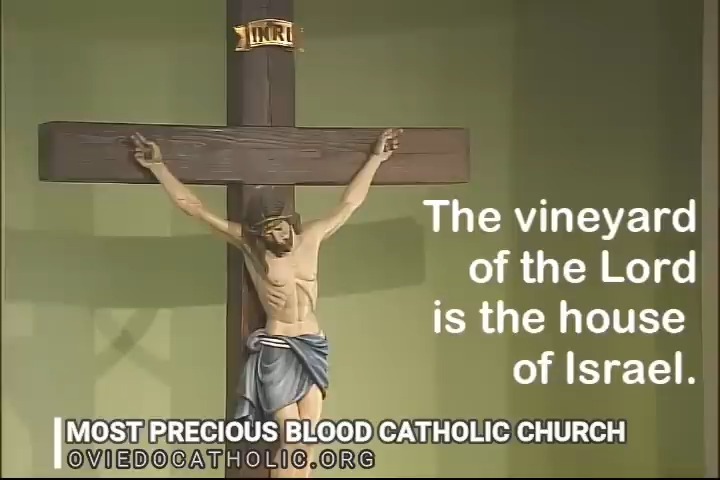 INRI
The vineyard
of the Lord
is the house
of Israel.
MOST PRECIOUS BLOOD CATHOLIC CHURCH
OVIEDOCATHOLIC.ORG